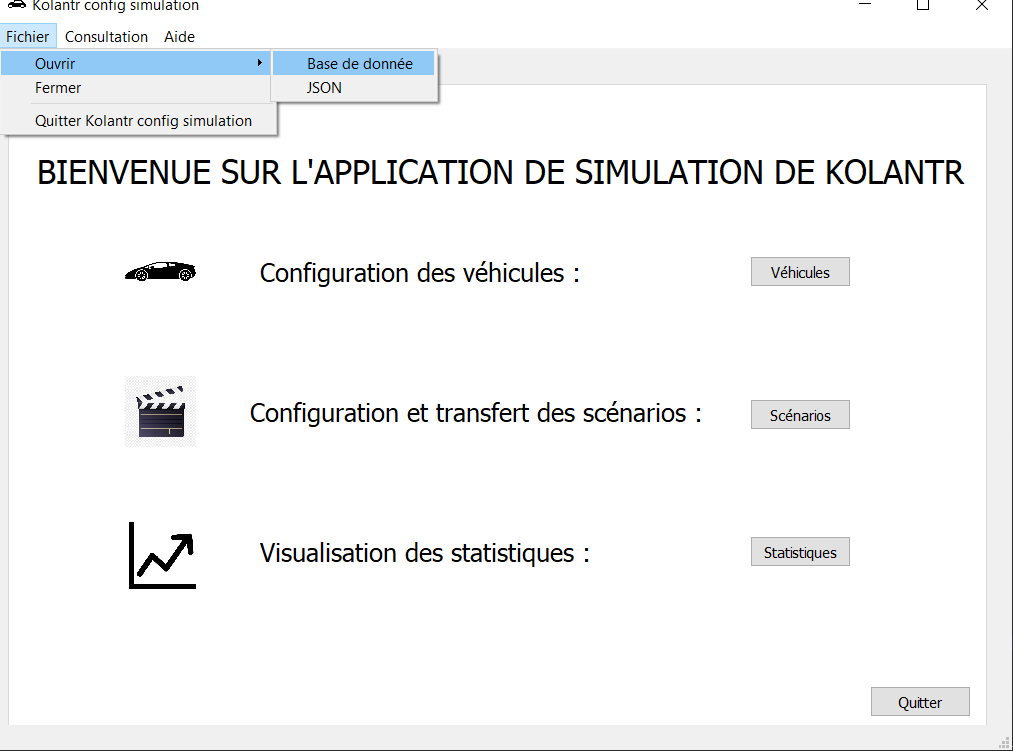 Kolantr config simulation
Fichier Consultation Aide
Ouvrir
Fermer
Quitter Kolantr config simulation
Base de donnée
JSON
BIENVENUE SUR L'APPLICATION DE SIMULATION DE KOLANTR
Configuration des véhicules :
Véhicules
Configuration et transfert des scénarios :
Scénarios
Visualisation des statistiques :
Statistiques
Quitter